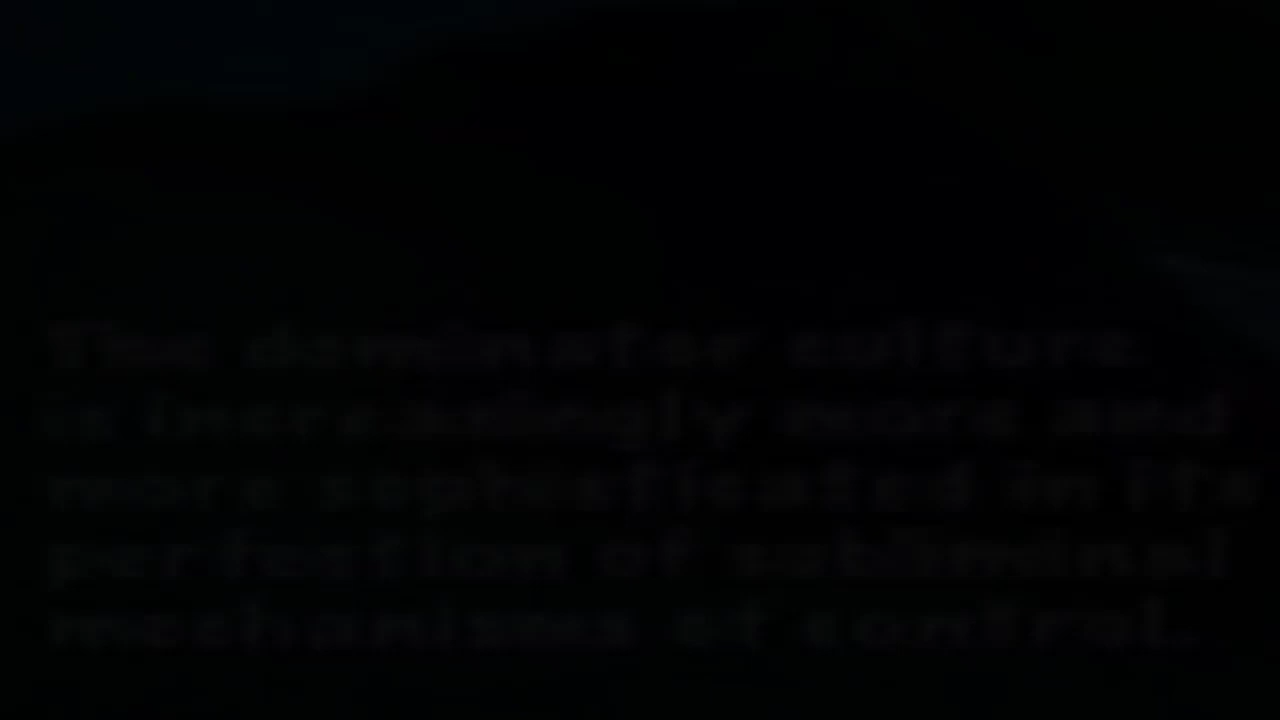 The dominator culture
is increasingly more and
more sophisticated in its
perfection of subliminal
mechanisms of control.